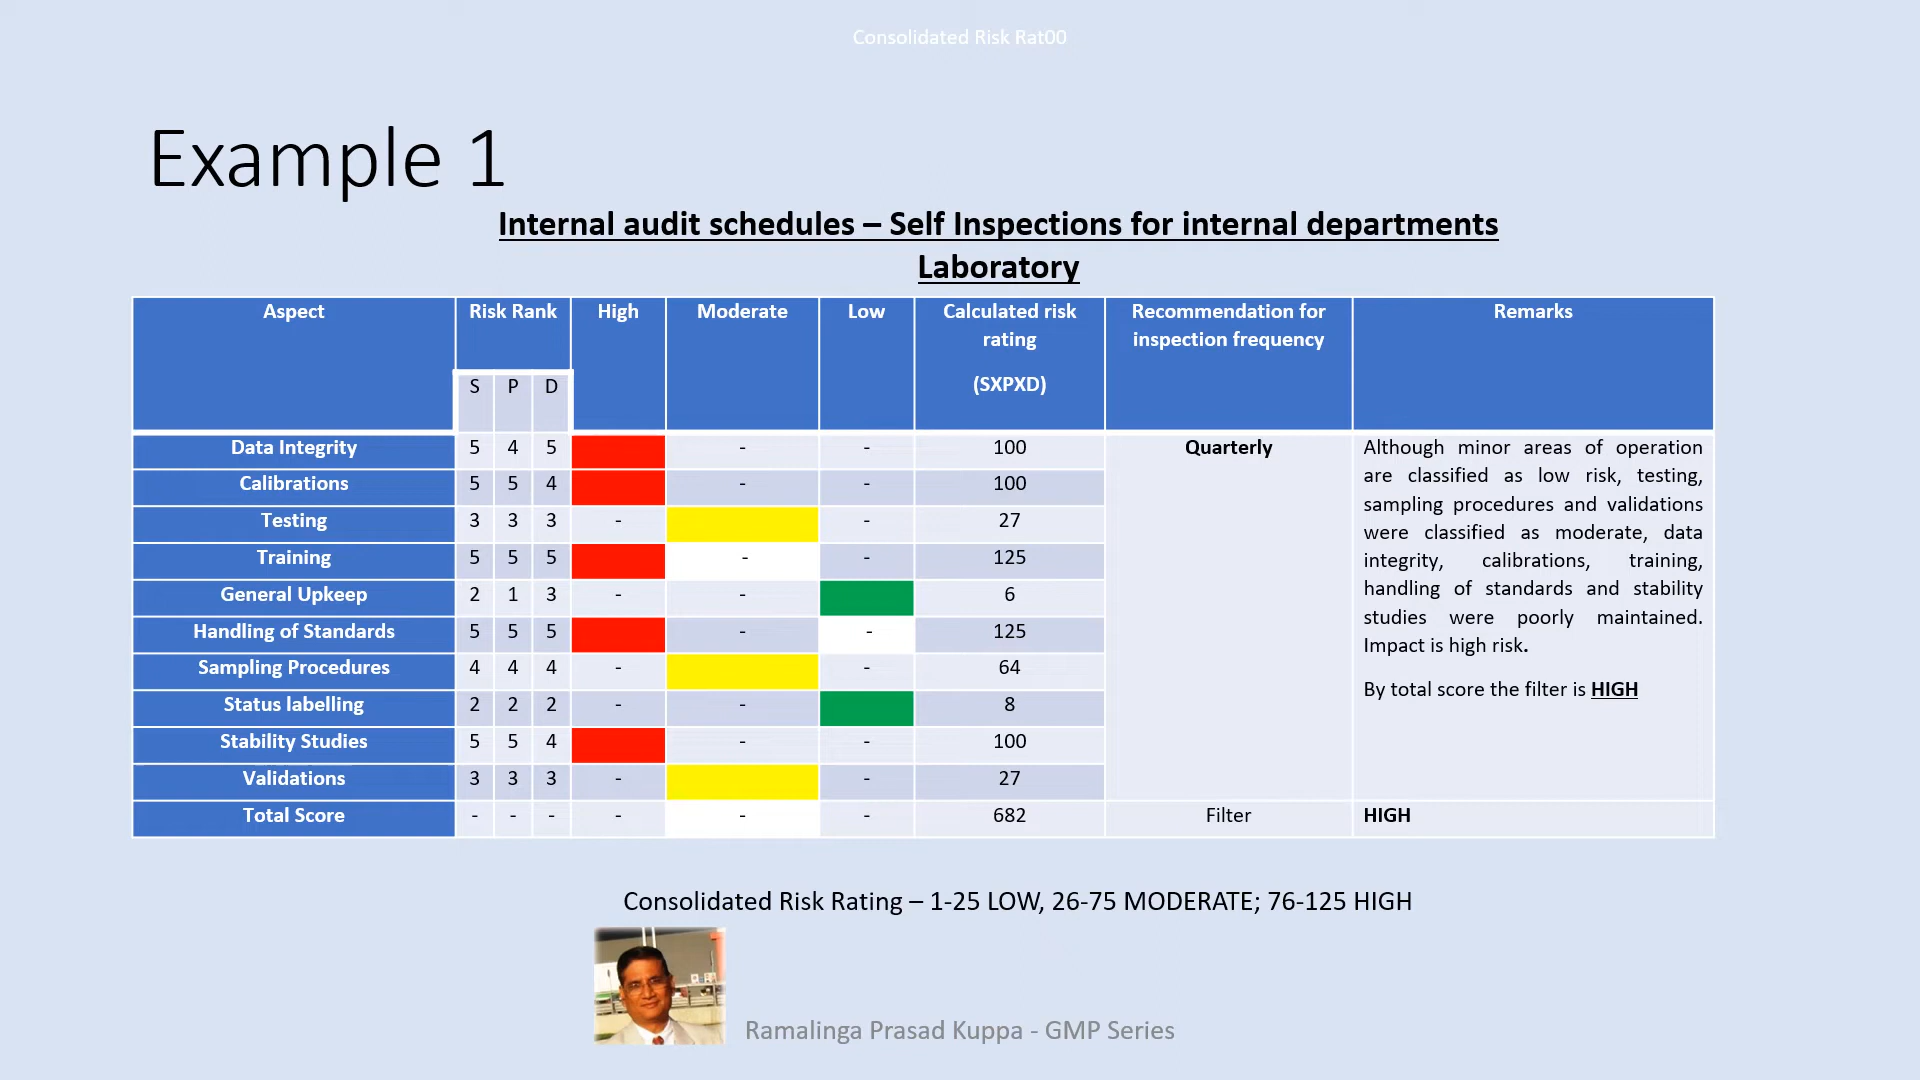 Consolidated Risk Rat00
Example 1
Internal audit schedules – Self Inspections for internal departments
Laboratory
Aspect Risk Rank High Moderate Low Calculated risk rating (SXPXD) Recommendation for inspection frequency Remarks
S P D
Data Integrity 5 4 5 - - 100
Calibrations 5 5 4 - - 100
Testing 3 3 3 - - 27
Training 5 5 5 - - 125
General Upkeep 2 1 3 - - 6
Handling of Standards 5 5 5 - - 125
Sampling Procedures 4 4 4 - - 64
Status labelling 2 2 2 - - 8
Stability Studies 5 5 4 - - 100
Validations 3 3 3 - - 27
Quarterly
Although minor areas of operation
are classified as low risk, testing,
sampling procedures and validations
were classified as moderate, data
integrity, calibrations, training,
handling of standards and stability
studies were poorly maintained.
Impact is high risk.
By total score the filter is HIGH
Total Score - - - - - - 682 Filter HIGH
Consolidated Risk Rating – 1-25 LOW, 26-75 MODERATE; 76-125 HIGH
Ramalinga Prasad Kuppa - GMP Series